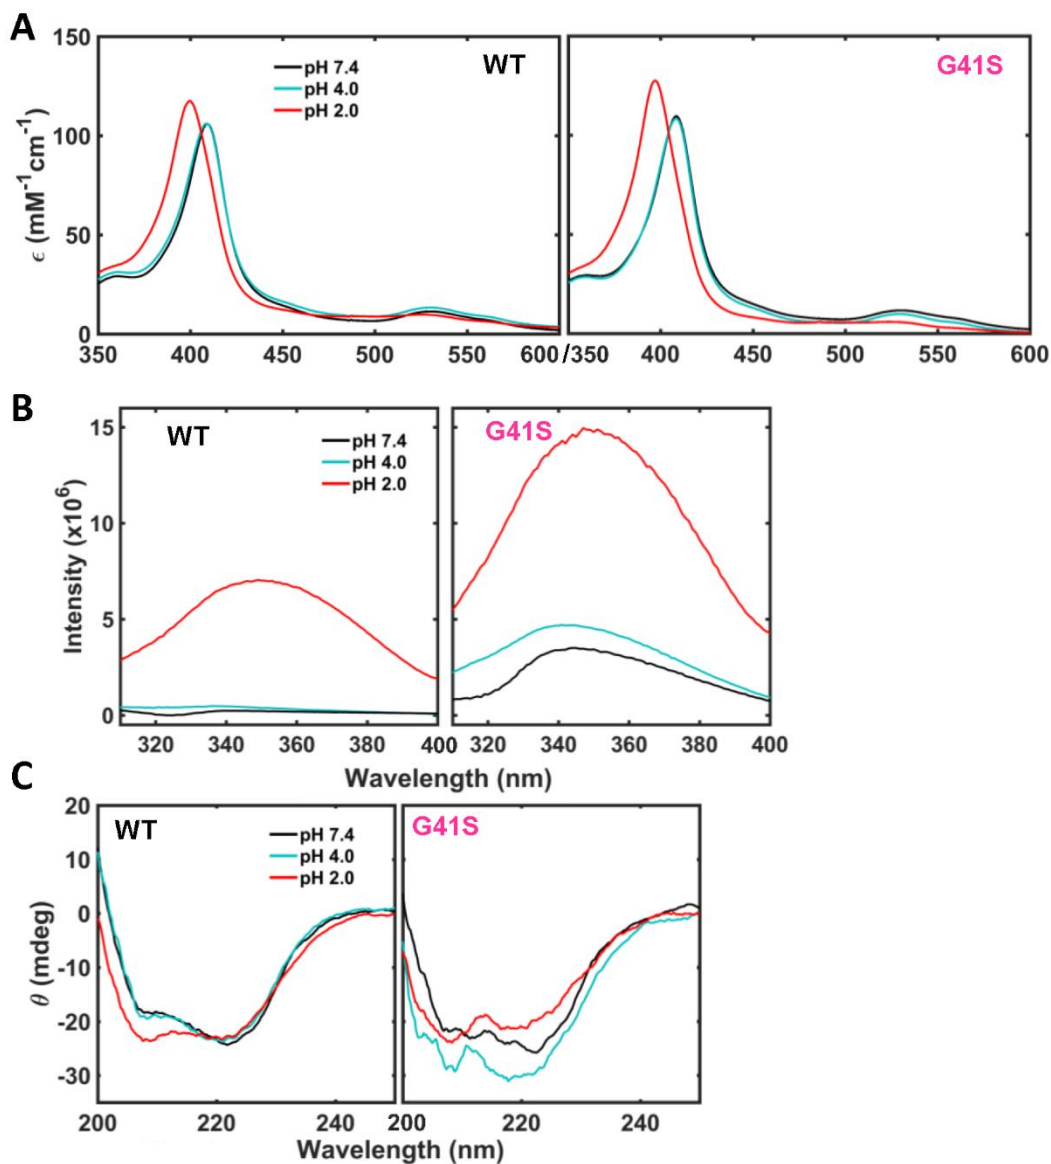 A
ϵ (mM⁻¹cm⁻¹)
150
100
50
0
WT
pH 7.4
pH 4.0
pH 2.0
G41S
350 400 450 500 550 600/350 400 450 500 550 600
B
Intensity (x10⁶)
15
10
5
0
WT
pH 7.4
pH 4.0
pH 2.0
G41S
320 340 360 380 400 320 340 360 380 400
Wavelength (nm)
C
θ (mdeg)
20
10
0
-10
-20
-30
WT
pH 7.4
pH 4.0
pH 2.0
G41S
200 220 240 200 220 240
Wavelength (nm)